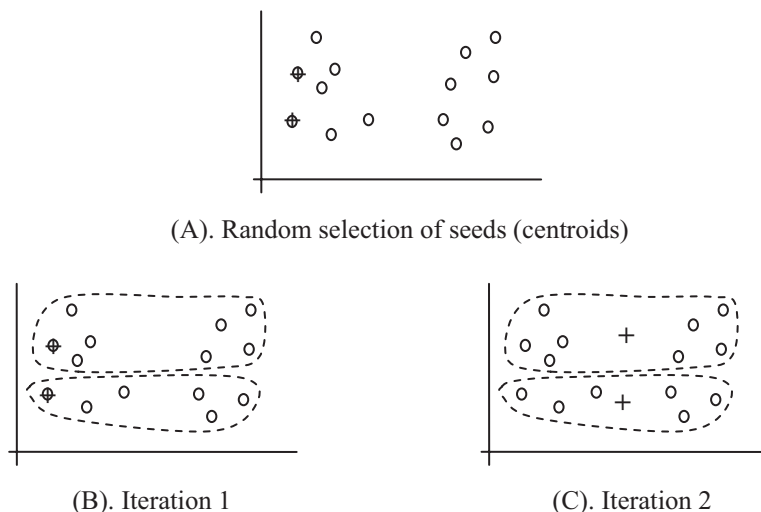 (A). Random selection of seeds (centroids)
(B). Iteration 1
(C). Iteration 2